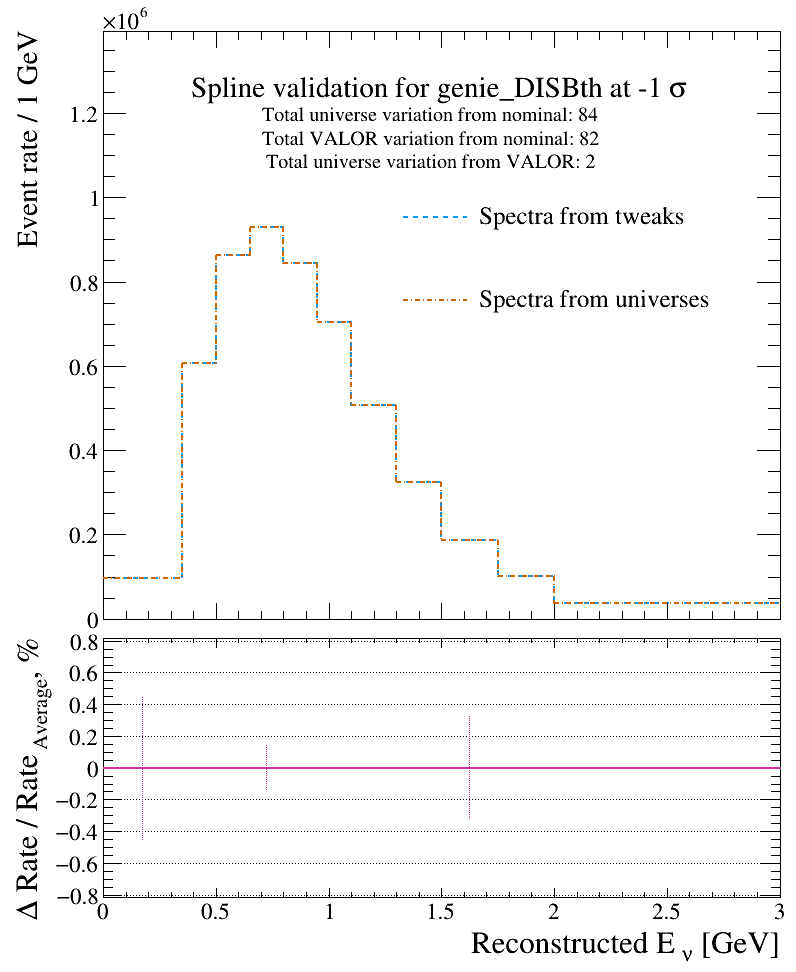 ×10⁶
Event rate / 1 GeV
Spline validation for genie_DISBth at -1 σ
Total universe variation from nominal: 84
Total VALOR variation from nominal: 82
Total universe variation from VALOR: 2
Spectra from tweaks
Spectra from universes
1.2
1
0.8
0.6
0.4
0.2
0
Δ Rate / Rate Average, %
0.8
0.6
0.4
0.2
0
−0.2
−0.4
−0.6
−0.8
0 0.5 1 1.5 2 2.5 3
Reconstructed E ν [GeV]